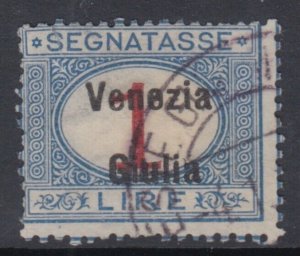 SEGNATASSE
Venezia
1
Giulia
LIRE